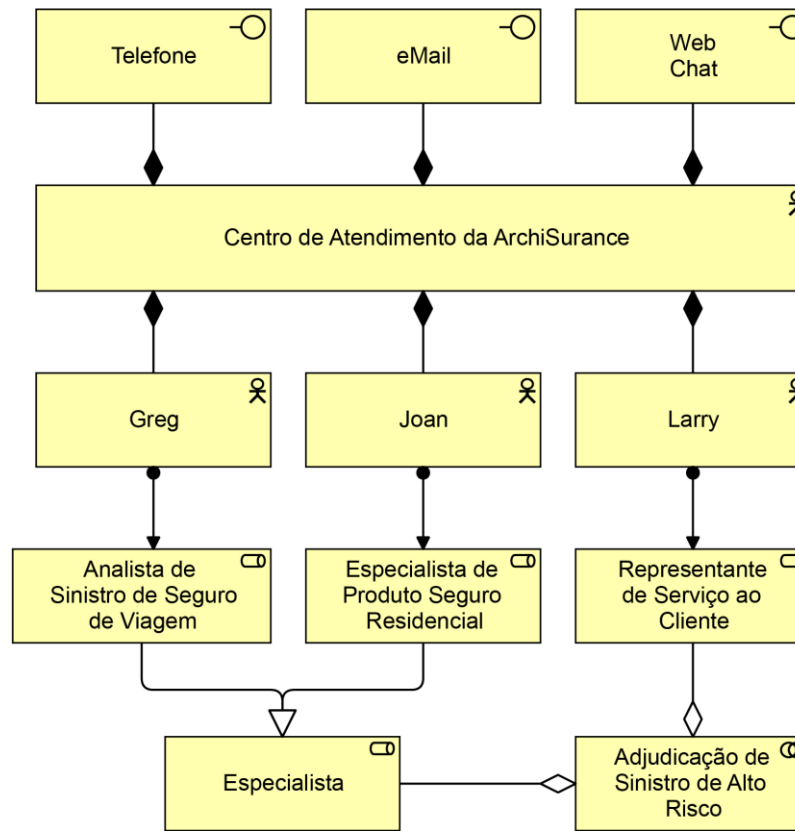 Telefone
eMail
Web
Chat
Centro de Atendimento da ArchiSurance
Greg
Joan
Larry
Analista de
Sinistro de Seguro
de Viagem
Especialista de
Produto Seguro
Residencial
Representante
de Serviço ao
Cliente
Especialista
Adjudicação de
Sinistro de Alto
Risco